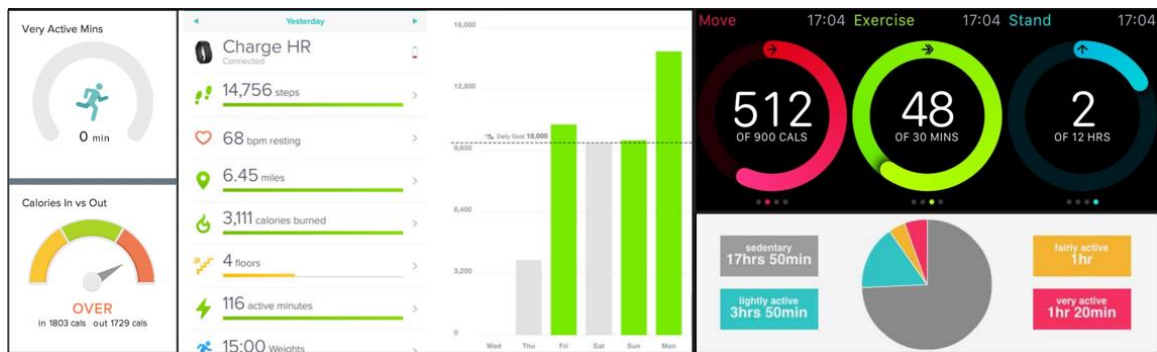 Very Active Mins
0 min
Calories In vs Out
OVER
in 1803 cals out 1729 cals
Yesterday
Charge HR
Connected
14,756 steps
68 bpm resting
6.45 miles
3,111 calories burned
4 floors
116 active minutes
15:00 Weights
16,000
12,800
Daily Goal 10,000
9,600
6,400
3,200
0
Wed Thu Fri Sat Sun Mon
Move 17:04
512
OF 900 CALS
Exercise 17:04
48
OF 30 MINS
Stand 17:04
2
OF 12 HRS
sedentary
17hrs 50min
lightly active
3hrs 50min
fairly active
1hr
very active
1hr 20min